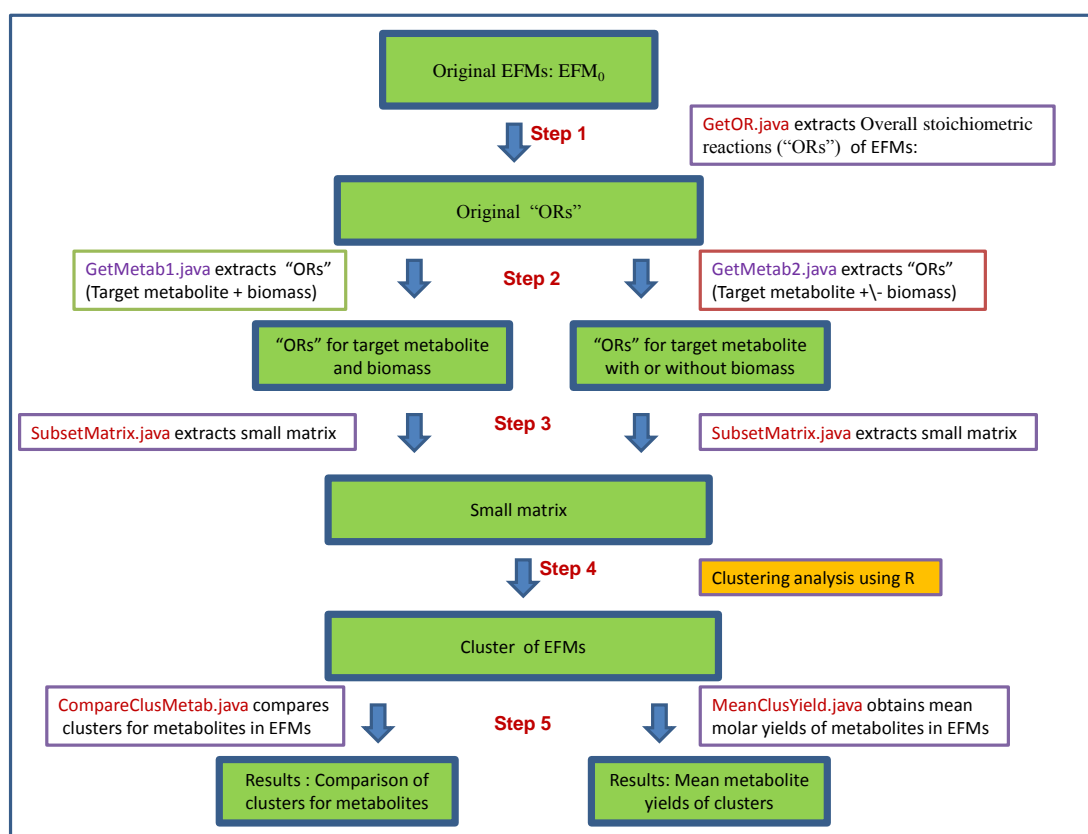 Original EFMs: EFM₀
Step 1
GetOR.java extracts Overall stoichiometric
reactions (“ORs”) of EFMs:
Original “ORs”
GetMetab1.java extracts “ORs”
(Target metabolite + biomass)
Step 2
GetMetab2.java extracts “ORs”
(Target metabolite +\- biomass)
“ORs” for target metabolite
and biomass
“ORs” for target metabolite
with or without biomass
SubsetMatrix.java extracts small matrix
Step 3
SubsetMatrix.java extracts small matrix
Small matrix
Step 4
Clustering analysis using R
Cluster of EFMs
CompareClusMetab.java compares
clusters for metabolites in EFMs
Step 5
MeanClusYield.java obtains mean
molar yields of metabolites in EFMs
Results : Comparison of
clusters for metabolites
Results: Mean metabolite
yields of clusters